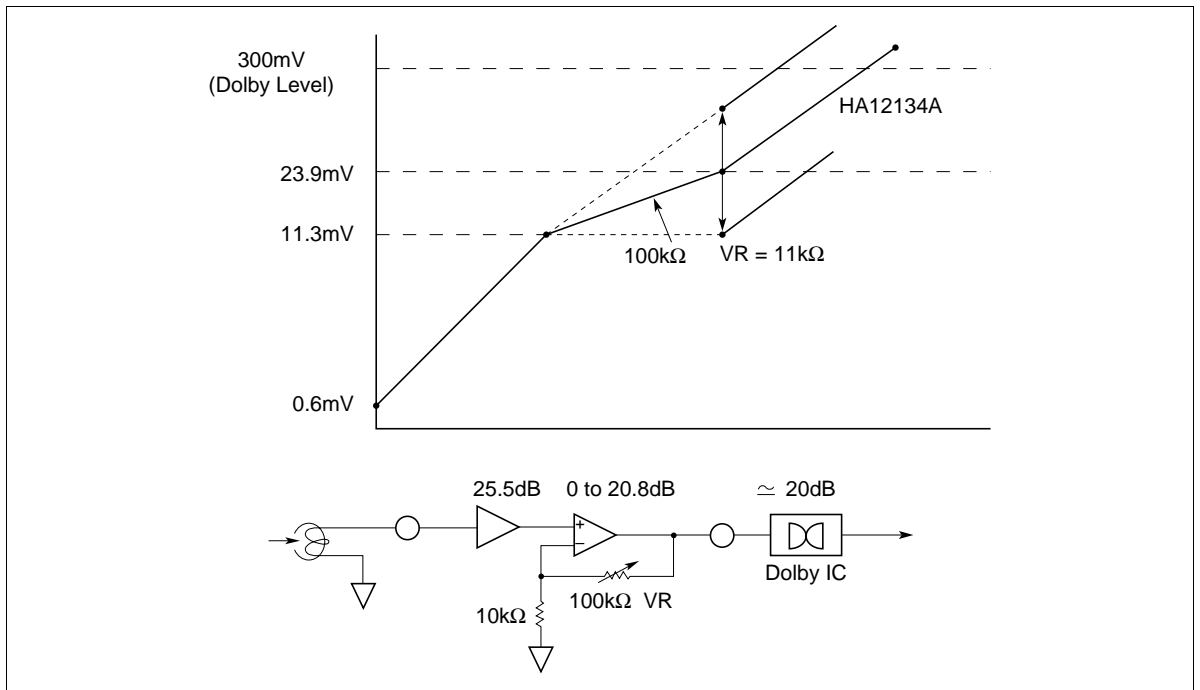 300mV
(Dolby Level)
HA12134A
23.9mV
11.3mV
100kΩ
VR = 11kΩ
0.6mV
25.5dB
0 to 20.8dB
≃ 20dB
+
−
Dolby IC
100kΩ VR
10kΩ